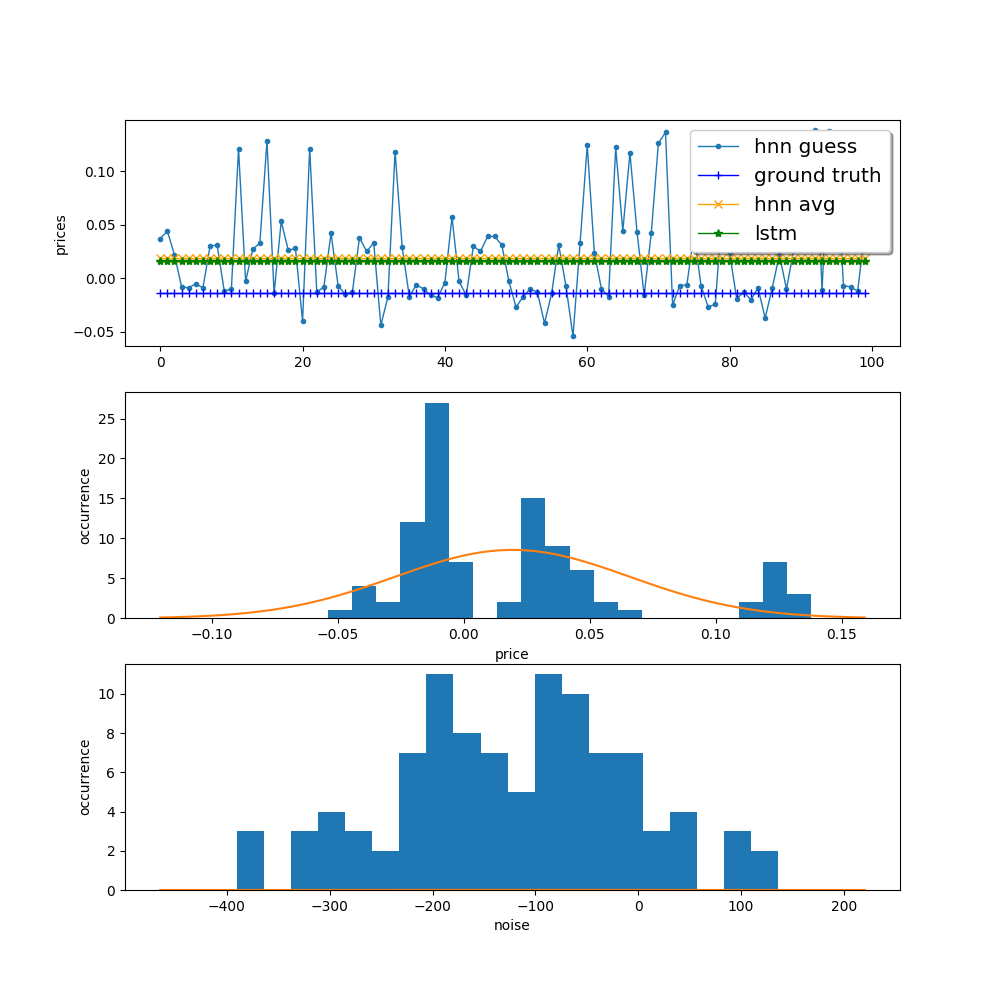 prices
0.10
0.05
0.00
−0.05
0 20 40 60 80 100
hnn guess
ground truth
hnn avg
lstm
occurrence
25
20
15
10
5
0
−0.10 −0.05 0.00 0.05 0.10 0.15
price
occurrence
10
8
6
4
2
0
−400 −300 −200 −100 0 100 200
noise